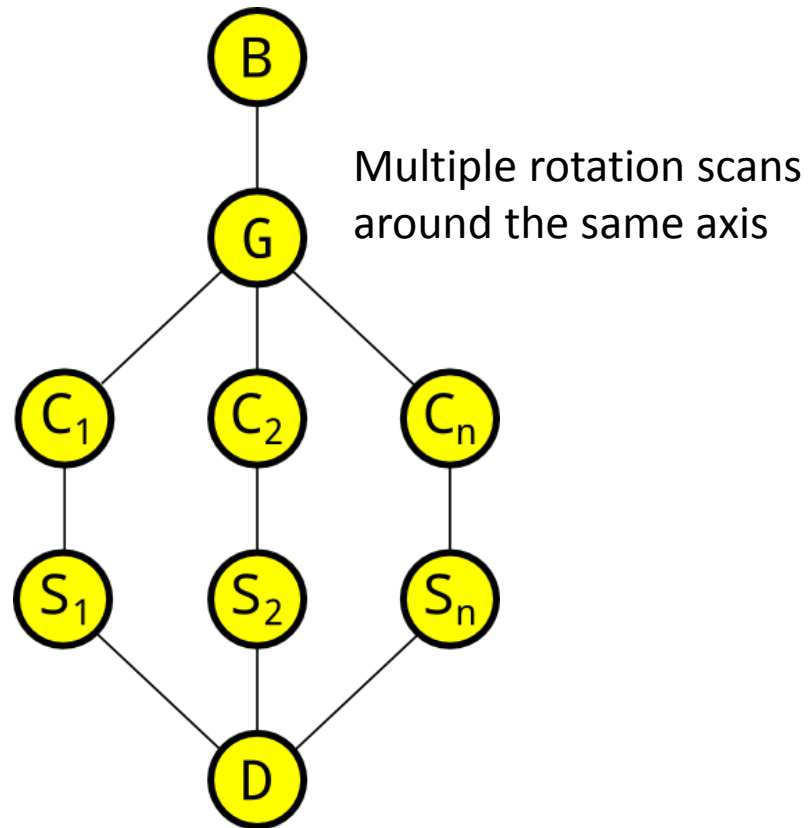 B
Multiple rotation scans
around the same axis
G
C₁ C₂ Cₙ
S₁ S₂ Sₙ
D